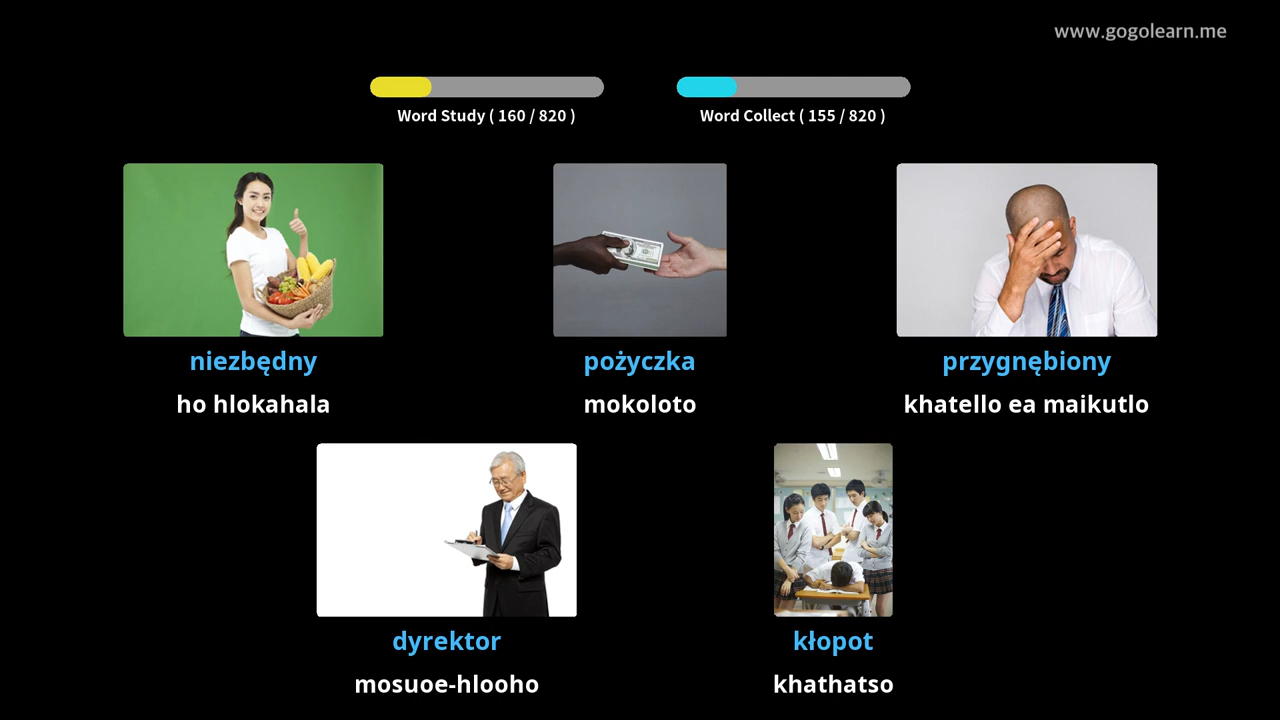 www.gogolearn.me
Word Study ( 160 / 820 )
Word Collect ( 155 / 820 )
niezbędny
ho hlokahala
pożyczka
mokoloto
przygnębiony
khatello ea maikutlo
dyrektor
mosuoe-hlooho
kłopot
khathatso